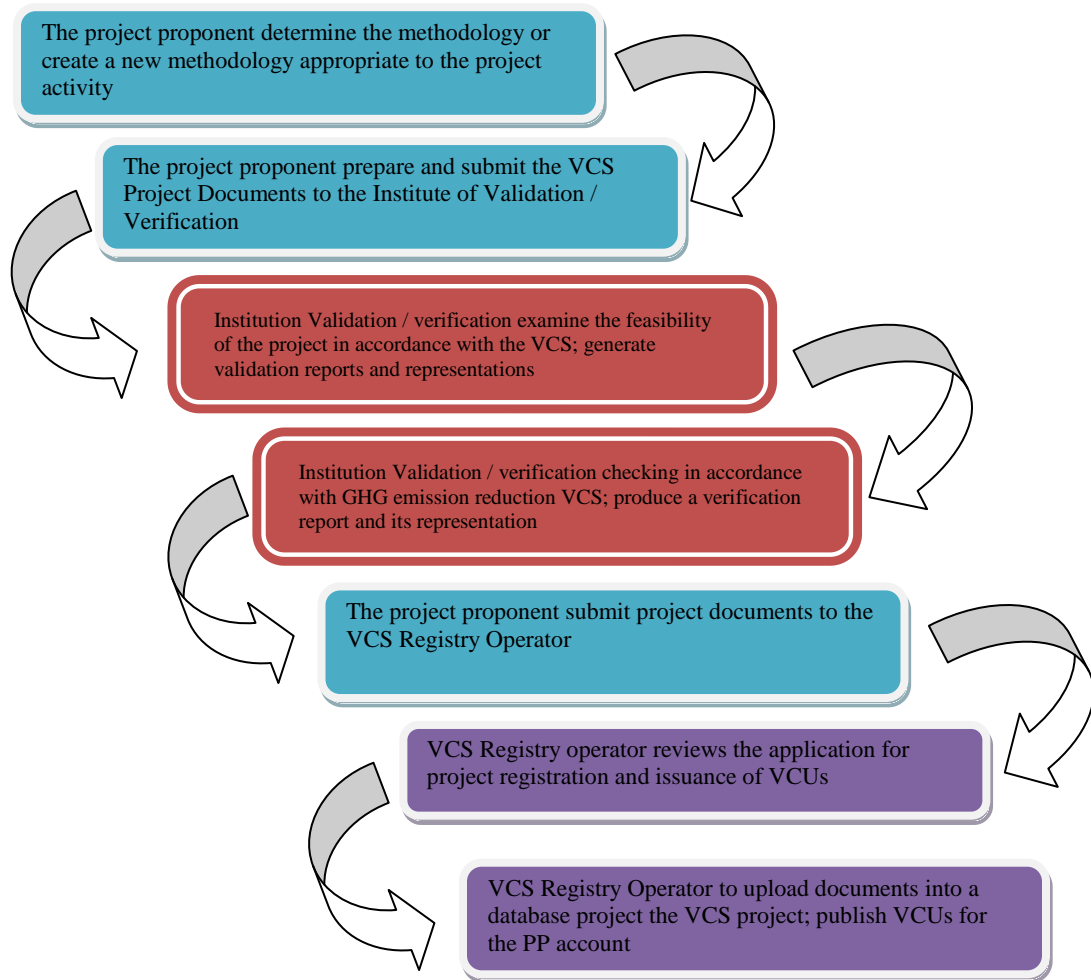 The project proponent determine the methodology or
create a new methodology appropriate to the project
activity
The project proponent prepare and submit the VCS
Project Documents to the Institute of Validation /
Verification
Institution Validation / verification examine the feasibility
of the project in accordance with the VCS; generate
validation reports and representations
Institution Validation / verification checking in accordance
with GHG emission reduction VCS; produce a verification
report and its representation
The project proponent submit project documents to the
VCS Registry Operator
VCS Registry operator reviews the application for
project registration and issuance of VCUs
VCS Registry Operator to upload documents into a
database project the VCS project; publish VCUs for
the PP account